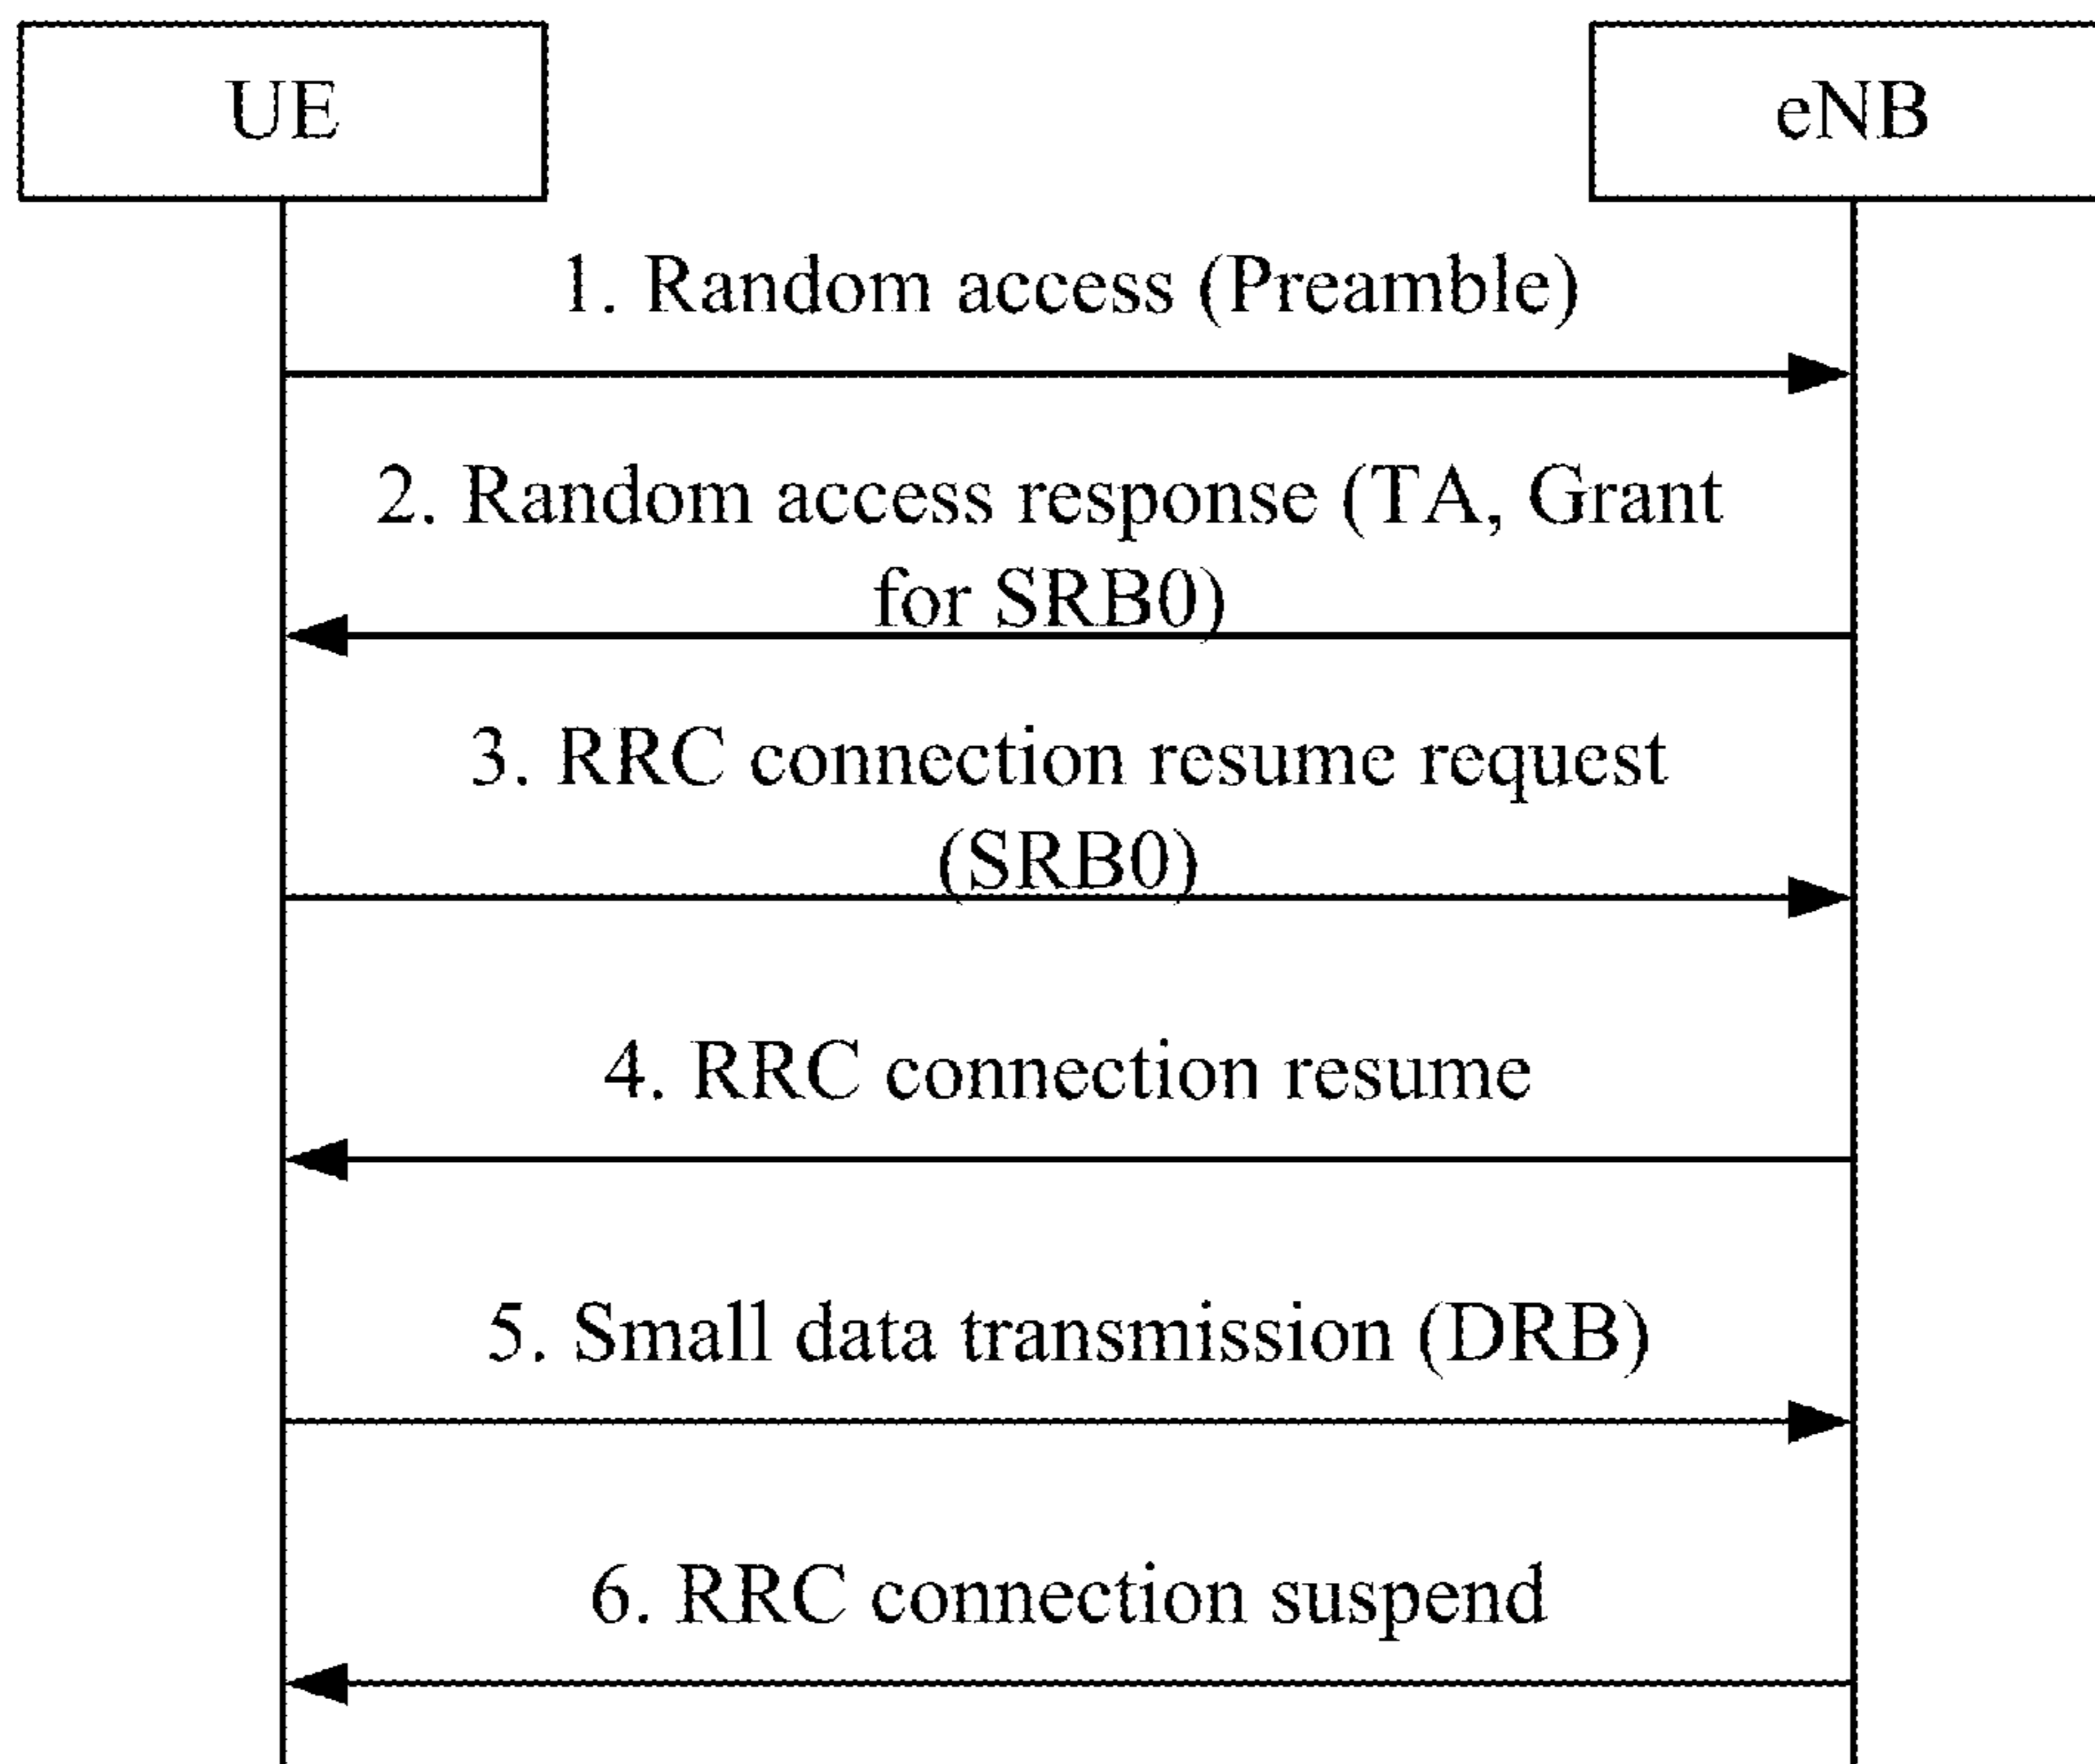 UE
eNB
1. Random access (Preamble)
2. Random access response (TA, Grant
for SRB0)
3. RRC connection resume request
(SRB0)
4. RRC connection resume
5. Small data transmission (DRB)
6. RRC connection suspend